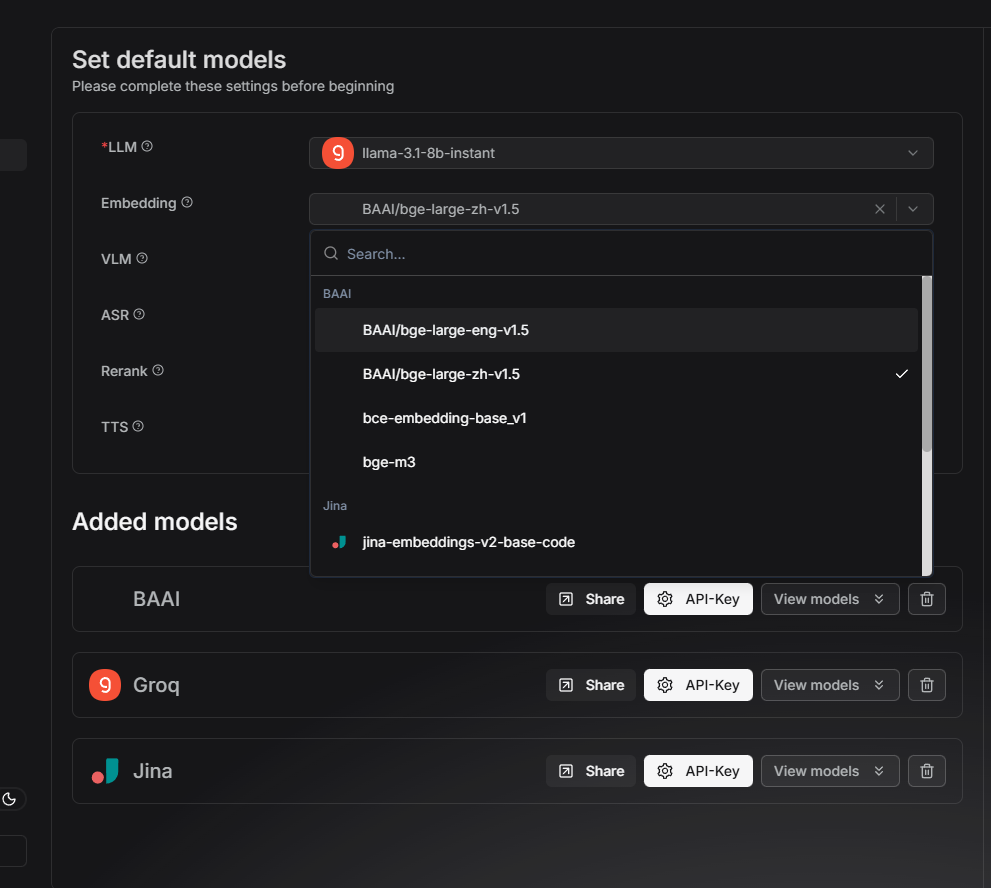 Set default models
Please complete these settings before beginning
*LLM
llama-3.1-8b-instant
Embedding
BAAI/bge-large-zh-v1.5
VLM
Search...
BAAI
ASR
BAAI/bge-large-eng-v1.5
Rerank
BAAI/bge-large-zh-v1.5
TTS
bce-embedding-base_v1
bge-m3
Jina
Added models
jina-embeddings-v2-base-code
BAAI
Share
API-Key
View models
Groq
Share
API-Key
View models
Jina
Share
API-Key
View models